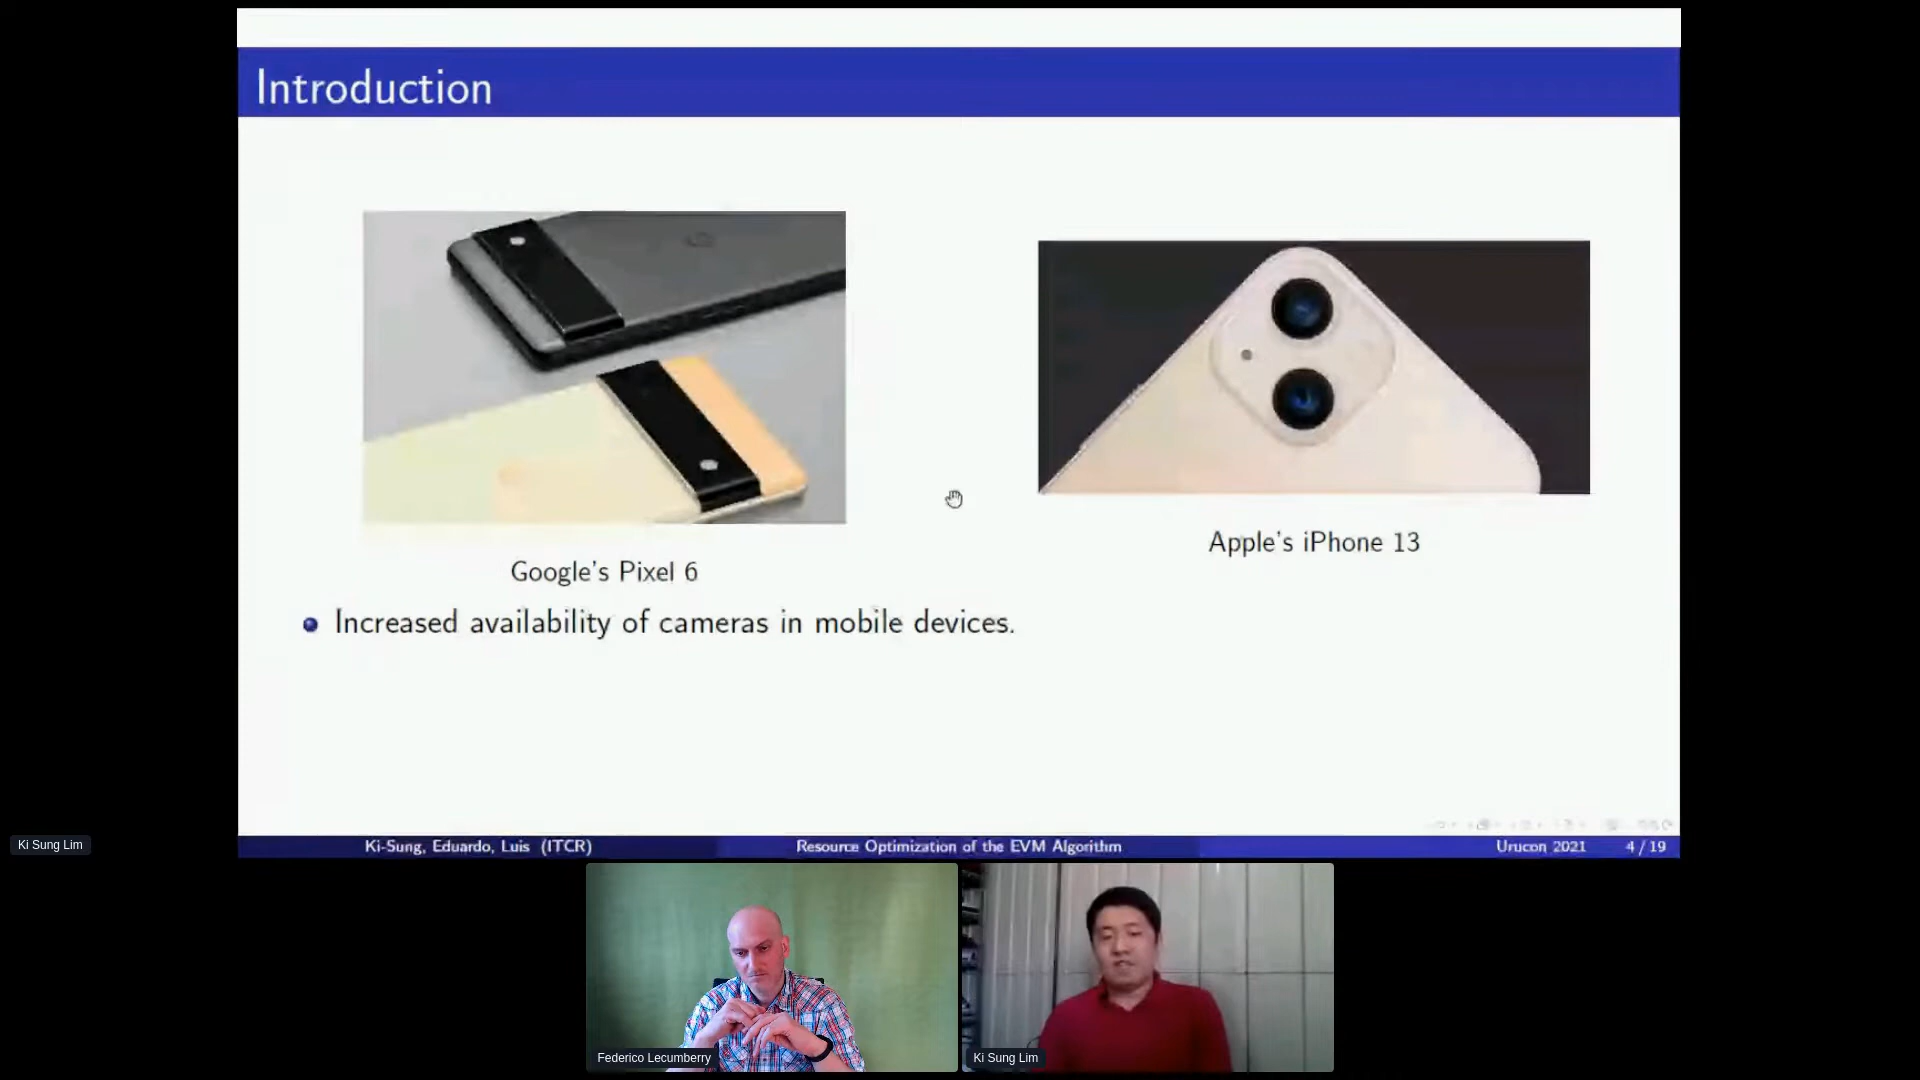 Introduction
Google's Pixel 6
Apple's iPhone 13
Increased availability of cameras in mobile devices.
Ki-Sung, Eduardo, Luis (ITCR)
Resource Optimization of the EVM Algorithm
Urucon 2021
4 / 19
Ki Sung Lim
Federico Lecumberry
Ki Sung Lim